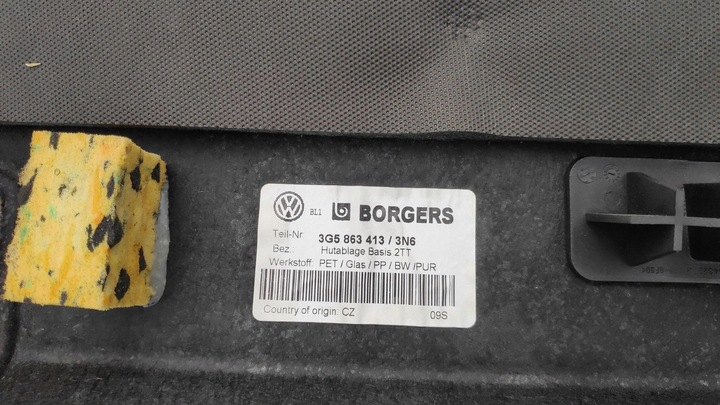 BL1 BORGERS
Teil-Nr 3G5 863 413 / 3N6
Bez.: Hutablage Basis 2TT
Werkstoff: PET / Glas / PP / BW /PUR
Country of origin: CZ 09S